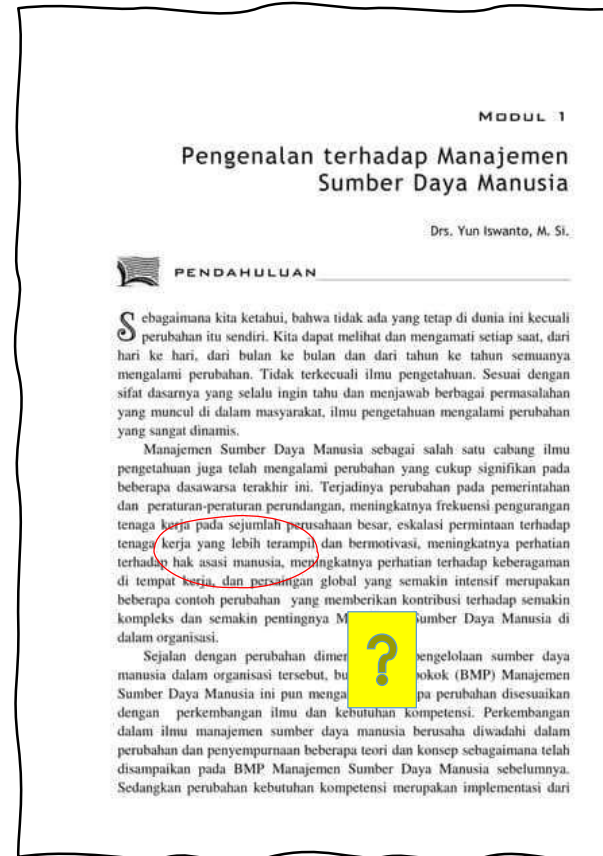 MODUL 1
Pengenalan terhadap Manajemen
Sumber Daya Manusia
Drs. Yun Iswanto, M. Si.
PENDAHULUAN
Sebagaimana kita ketahui, bahwa tidak ada yang tetap di dunia ini kecuali
perubahan itu sendiri. Kita dapat melihat dan mengamati setiap saat, dari
hari ke hari, dari bulan ke bulan dan dari tahun ke tahun semuanya
mengalami perubahan. Tidak terkecuali ilmu pengetahuan. Sesuai dengan
sifat dasarnya yang selalu ingin tahu dan menjawab berbagai permasalahan
yang muncul di dalam masyarakat, ilmu pengetahuan mengalami perubahan
yang sangat dinamis.
Manajemen Sumber Daya Manusia sebagai salah satu cabang ilmu
pengetahuan juga telah mengalami perubahan yang cukup signifikan pada
beberapa dasawarsa terakhir ini. Terjadinya perubahan pada pemerintahan
dan peraturan-peraturan perundangan, meningkatnya frekuensi pengurangan
tenaga kerja pada sejumlah perusahaan besar, eskalasi permintaan terhadap
tenaga kerja yang lebih terampil dan bermotivasi, meningkatnya perhatian
terhadap hak asasi manusia, meningkatnya perhatian terhadap keberagaman
di tempat kerja, dan persaingan global yang semakin intensif merupakan
beberapa contoh perubahan yang memberikan kontribusi terhadap semakin
kompleks dan semakin pentingnya M Sumber Daya Manusia di
dalam organisasi.
Sejalan dengan perubahan dimen pengelolaan sumber daya
manusia dalam organisasi tersebut, bu okok (BMP) Manajemen
Sumber Daya Manusia ini pun menga pa perubahan disesuaikan
dengan perkembangan ilmu dan kebutuhan kompetensi. Perkembangan
dalam ilmu manajemen sumber daya manusia berusaha diwadahi dalam
perubahan dan penyempurnaan beberapa teori dan konsep sebagaimana telah
disampaikan pada BMP Manajemen Sumber Daya Manusia sebelumnya.
Sedangkan perubahan kebutuhan kompetensi merupakan implementasi dari
?